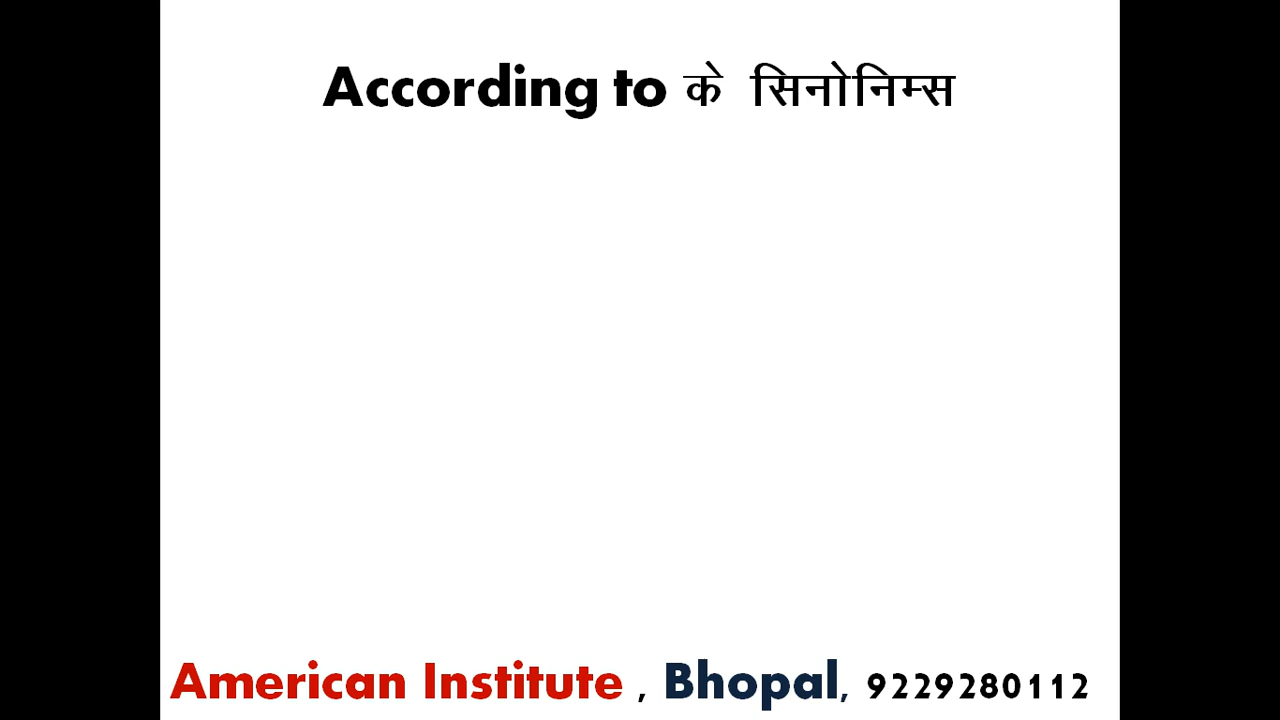 According to के सिनोनिम्स
American Institute , Bhopal, 9229280112